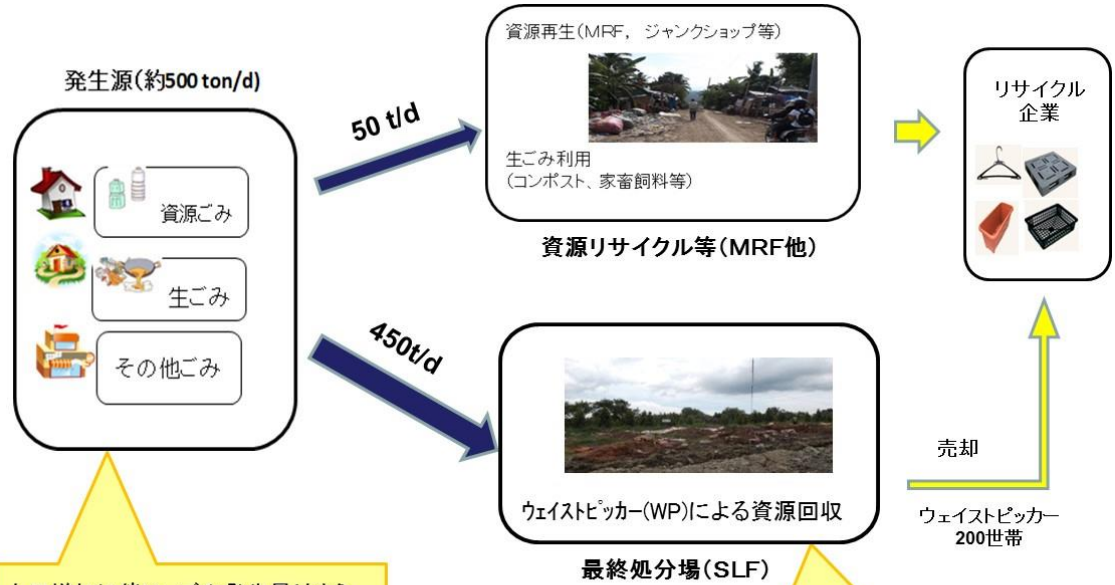 発生源(約500 ton/d)
資源ごみ
生ごみ
その他ごみ
50 t/d
450t/d
資源再生(MRF, ジャンクショップ等)
生ごみ利用
(コンポスト、家畜飼料等)
資源リサイクル等(MRF他)
ウェイストピッカー(WP)による資源回収
最終処分場(SLF)
リサイクル
企業
売却
ウェイストピッカー
200世帯